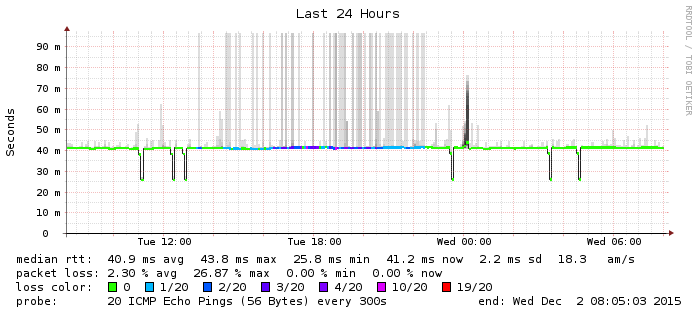 Last 24 Hours
RRDTOOL / TOBI OETIKER
Seconds
90 m
80 m
70 m
60 m
50 m
40 m
30 m
20 m
10 m
0
Tue 12:00 Tue 18:00 Wed 00:00 Wed 06:00
median rtt: 40.9 ms avg 43.8 ms max 25.8 ms min 41.2 ms now 2.2 ms sd 18.3 am/s
packet loss: 2.30 % avg 26.87 % max 0.00 % min 0.00 % now
loss color: 0 1/20 2/20 3/20 4/20 10/20 19/20
probe: 20 ICMP Echo Pings (56 Bytes) every 300s end: Wed Dec 2 08:05:03 2015